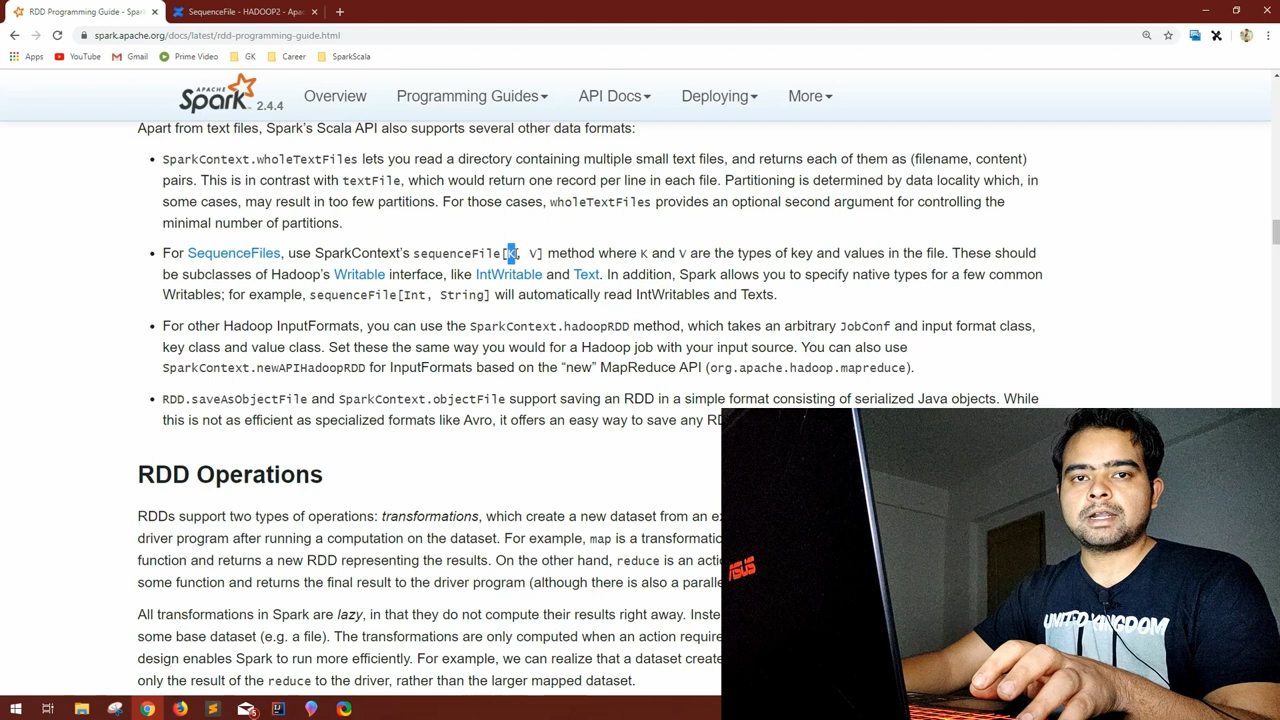 RDD Programming Guide - Spar
SequenceFile - HADOOP2 - Apac
spark.apache.org/docs/latest/rdd-programming-guide.html
Apps YouTube Gmail Prime Video GK Career SparkScala
APACHE Spark 2.4.4 Overview Programming Guides API Docs Deploying More
Apart from text files, Spark's Scala API also supports several other data formats:
• SparkContext.wholeTextFiles lets you read a directory containing multiple small text files, and returns each of them as (filename, content)
pairs. This is in contrast with textFile, which would return one record per line in each file. Partitioning is determined by data locality which, in
some cases, may result in too few partitions. For those cases, wholeTextFiles provides an optional second argument for controlling the
minimal number of partitions.
• For SequenceFiles, use SparkContext's sequenceFile[K, V] method where K and V are the types of key and values in the file. These should
be subclasses of Hadoop's Writable interface, like IntWritable and Text. In addition, Spark allows you to specify native types for a few common
Writables; for example, sequenceFile[Int, String] will automatically read IntWritables and Texts.
• For other Hadoop InputFormats, you can use the SparkContext.hadoopRDD method, which takes an arbitrary JobConf and input format class,
key class and value class. Set these the same way you would for a Hadoop job with your input source. You can also use
SparkContext.newAPIHadoopRDD for InputFormats based on the "new" MapReduce API (org.apache.hadoop.mapreduce).
• RDD.saveAsObjectFile and SparkContext.objectFile support saving an RDD in a simple format consisting of serialized Java objects. While
this is not as efficient as specialized formats like Avro, it offers an easy way to save any RD
RDD Operations
RDDs support two types of operations: transformations, which create a new dataset from an ex
driver program after running a computation on the dataset. For example, map is a transformatio
function and returns a new RDD representing the results. On the other hand, reduce is an actio
some function and returns the final result to the driver program (although there is also a paralle
All transformations in Spark are lazy, in that they do not compute their results right away. Instea
some base dataset (e.g. a file). The transformations are only computed when an action require
design enables Spark to run more efficiently. For example, we can realize that a dataset create
only the result of the reduce to the driver, rather than the larger mapped dataset.
ASUS
UNITED KINGDOM
5